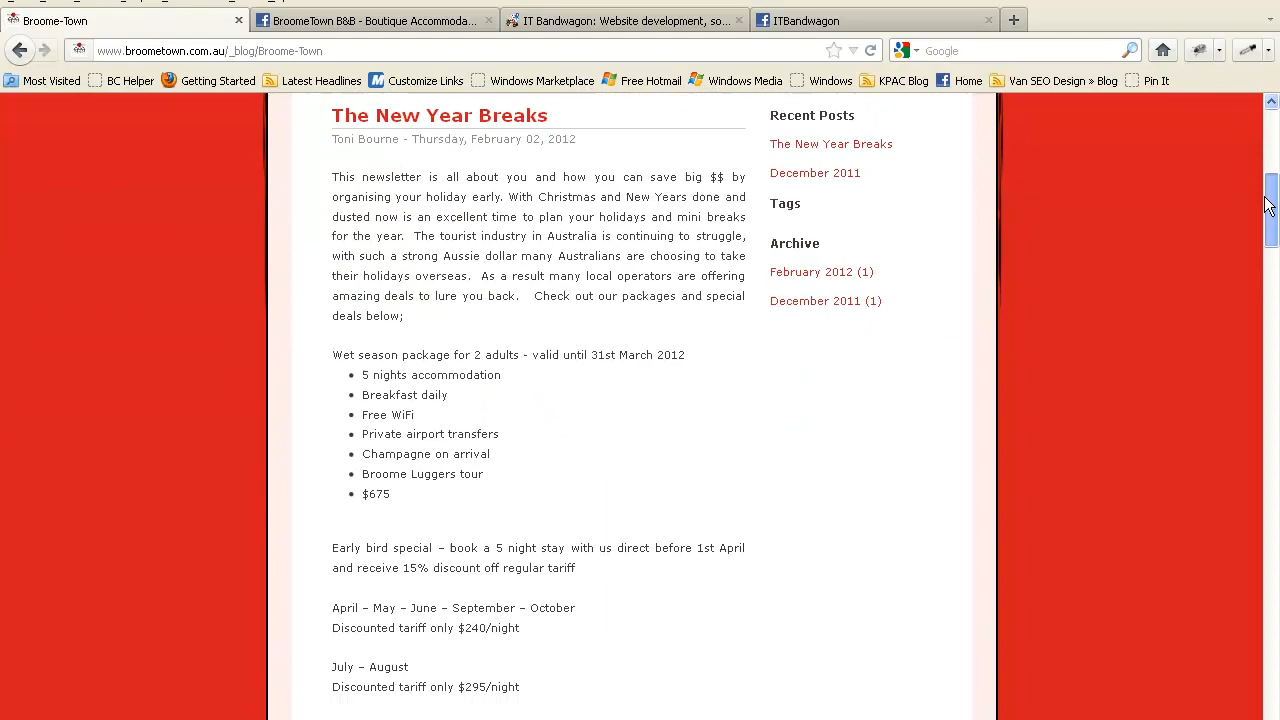 Broome-Town
BroomeTown B&B - Boutique Accommoda...
IT Bandwagon: Website development, so...
ITBandwagon
www.broometown.com.au/_blog/Broome-Town
Google
Most Visited
BC Helper
Getting Started
Latest Headlines
Customize Links
Windows Marketplace
Free Hotmail
Windows Media
Windows
KPAC Blog
Home
Van SEO Design » Blog
Pin It
The New Year Breaks
Toni Bourne - Thursday, February 02, 2012
This newsletter is all about you and how you can save big $$ by
organising your holiday early. With Christmas and New Years done and
dusted now is an excellent time to plan your holidays and mini breaks
for the year. The tourist industry in Australia is continuing to struggle,
with such a strong Aussie dollar many Australians are choosing to take
their holidays overseas. As a result many local operators are offering
amazing deals to lure you back. Check out our packages and special
deals below;
Wet season package for 2 adults - valid until 31st March 2012
• 5 nights accommodation
• Breakfast daily
• Free WiFi
• Private airport transfers
• Champagne on arrival
• Broome Luggers tour
• $675
Early bird special – book a 5 night stay with us direct before 1st April
and receive 15% discount off regular tariff
April – May – June – September – October
Discounted tariff only $240/night
July – August
Discounted tariff only $295/night
Recent Posts
The New Year Breaks
December 2011
Tags
Archive
February 2012 (1)
December 2011 (1)